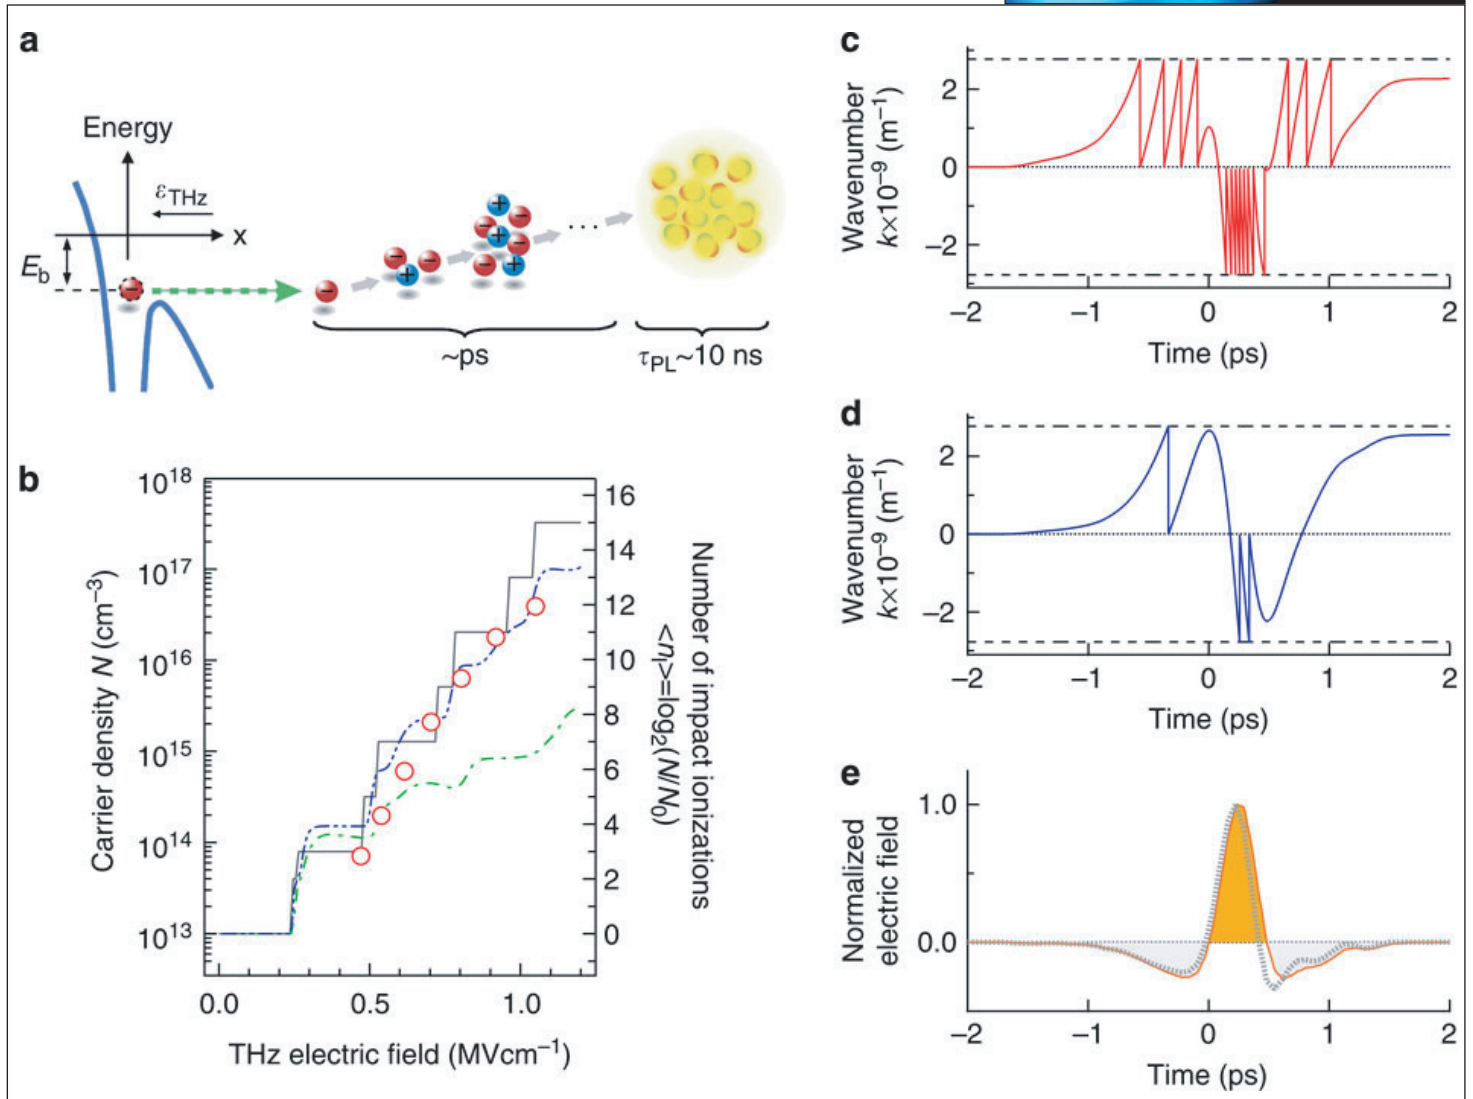 a
Energy
εTHz
x
Eb
− − + − − + − − + − − +
...
~ps
τPL~10 ns
b
Carrier density N (cm−3)
10^18
10^17
10^16
10^15
10^14
10^13
16
14
12
10
8
6
4
2
0
Number of impact ionizations
<nI>=log2(N/N0)
0.0 0.5 1.0
THz electric field (MVcm−1)
c
Wavenumber
k×10−9 (m−1)
2
0
−2
−2 −1 0 1 2
Time (ps)
d
Wavenumber
k×10−9 (m−1)
2
0
−2
−2 −1 0 1 2
Time (ps)
e
Normalized
electric field
1.0
0.0
−2 −1 0 1 2
Time (ps)